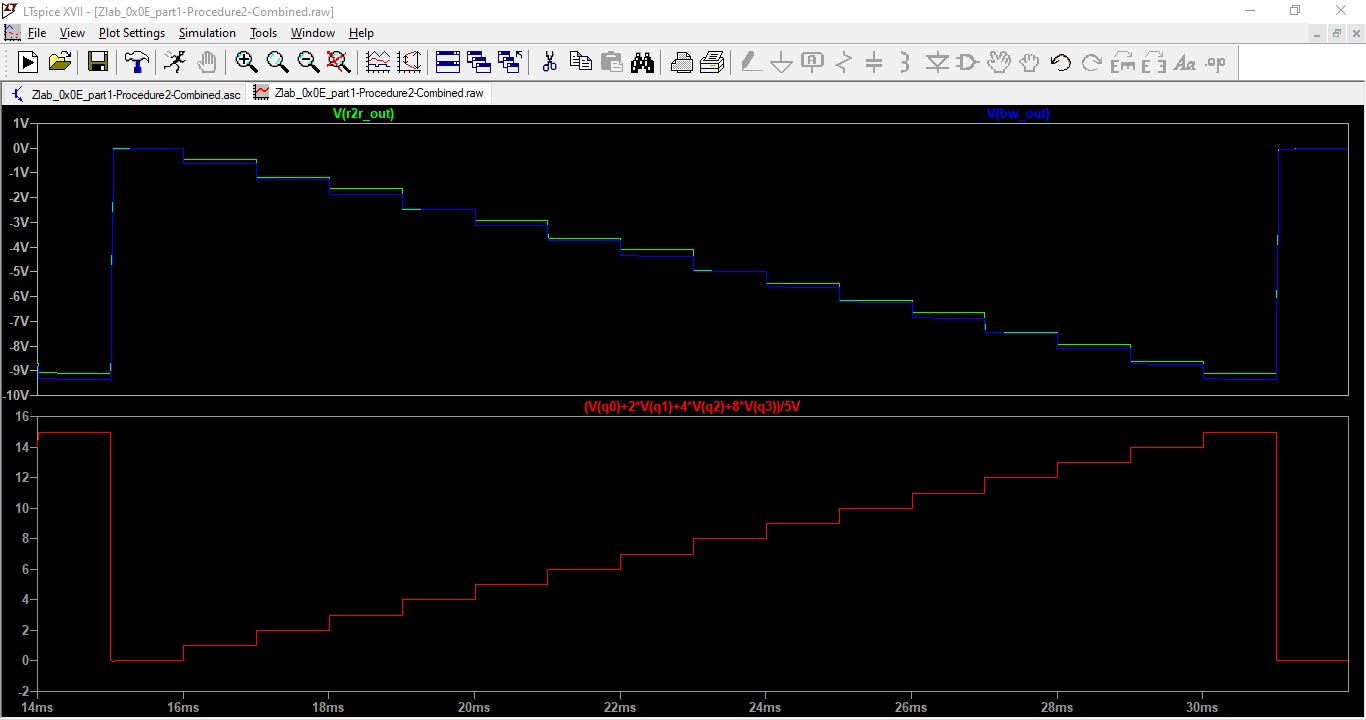 LTspice XVII - [Zlab_0x0E_part1-Procedure2-Combined.raw]
File View Plot Settings Simulation Tools Window Help
Aa .op
Zlab_0x0E_part1-Procedure2-Combined.asc Zlab_0x0E_part1-Procedure2-Combined.raw
V(r2r_out) V(bw_out)
1V
0V
-1V
-2V
-3V
-4V
-5V
-6V
-7V
-8V
-9V
-10V
(V(q0)+2*V(q1)+4*V(q2)+8*V(q3))/5V
16
14
12
10
8
6
4
2
0
-2
14ms 16ms 18ms 20ms 22ms 24ms 26ms 28ms 30ms